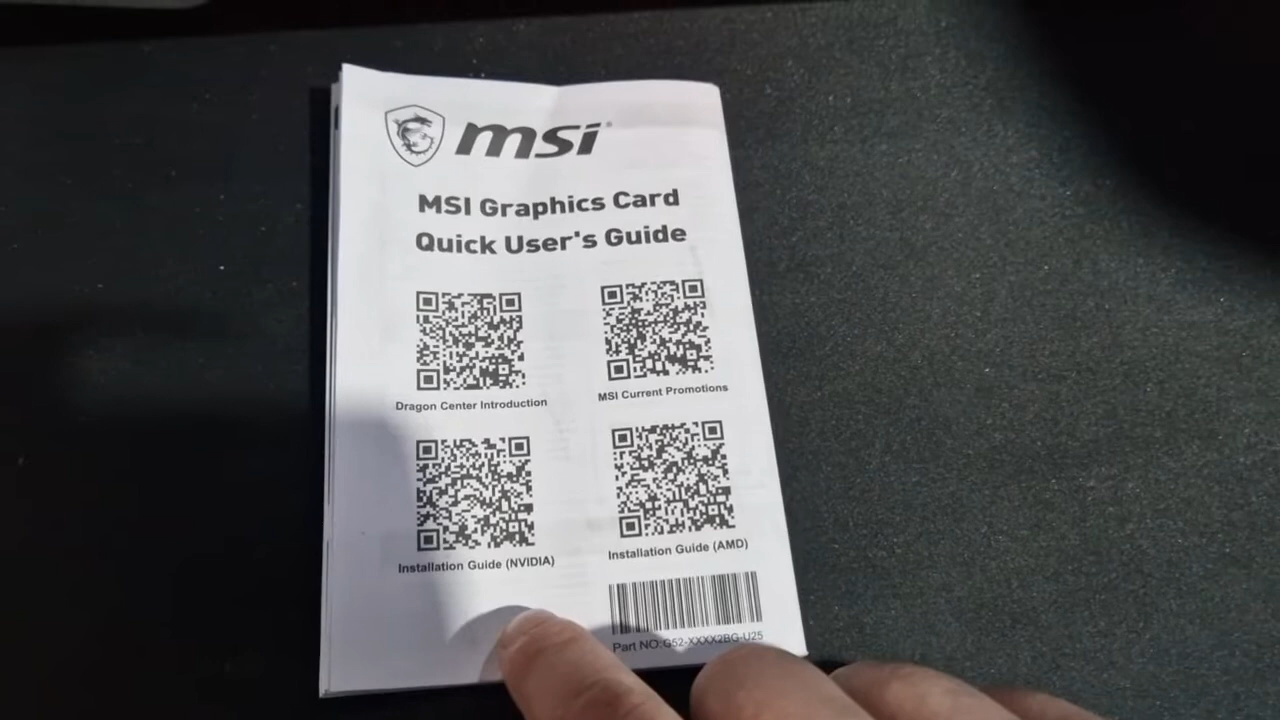 msi
MSI Graphics Card
Quick User's Guide
Dragon Center Introduction
MSI Current Promotions
Installation Guide (NVIDIA)
Installation Guide (AMD)
Part NO:G52-XXXX2BG-U25